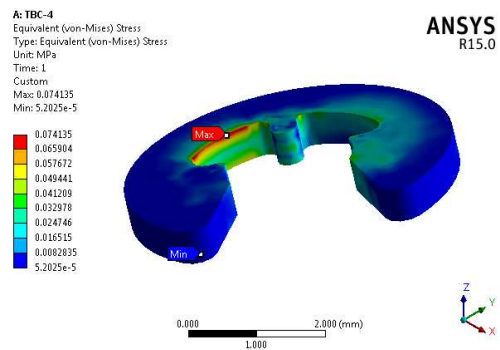 A: TBC-4
Equivalent (von-Mises) Stress
Type: Equivalent (von-Mises) Stress
Unit: MPa
Time: 1
Custom
Max: 0.074135
Min: 5.2025e-5
ANSYS
R15.0
0.074135
0.065904
0.057672
0.049441
0.041209
0.032978
0.024746
0.016515
0.0082835
5.2025e-5
Max
Min
0.000
2.000 (mm)
1.000
Z
Y
X